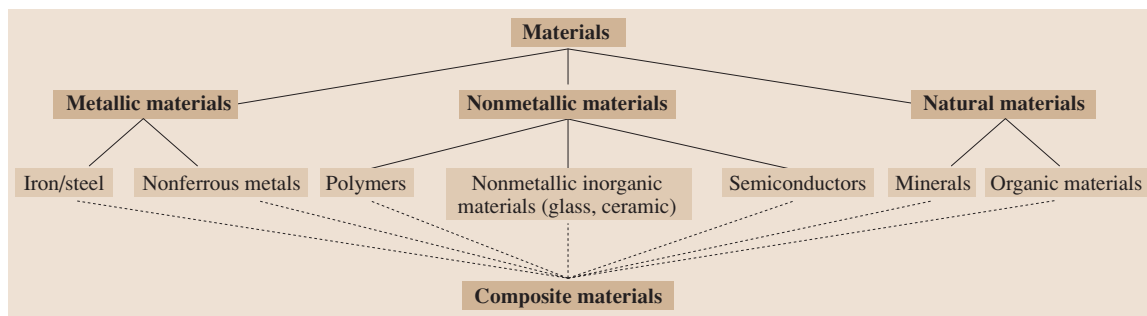 Materials
Metallic materials
Nonmetallic materials
Natural materials
Iron/steel
Nonferrous metals
Polymers
Nonmetallic inorganic
materials (glass, ceramic)
Semiconductors
Minerals
Organic materials
Composite materials